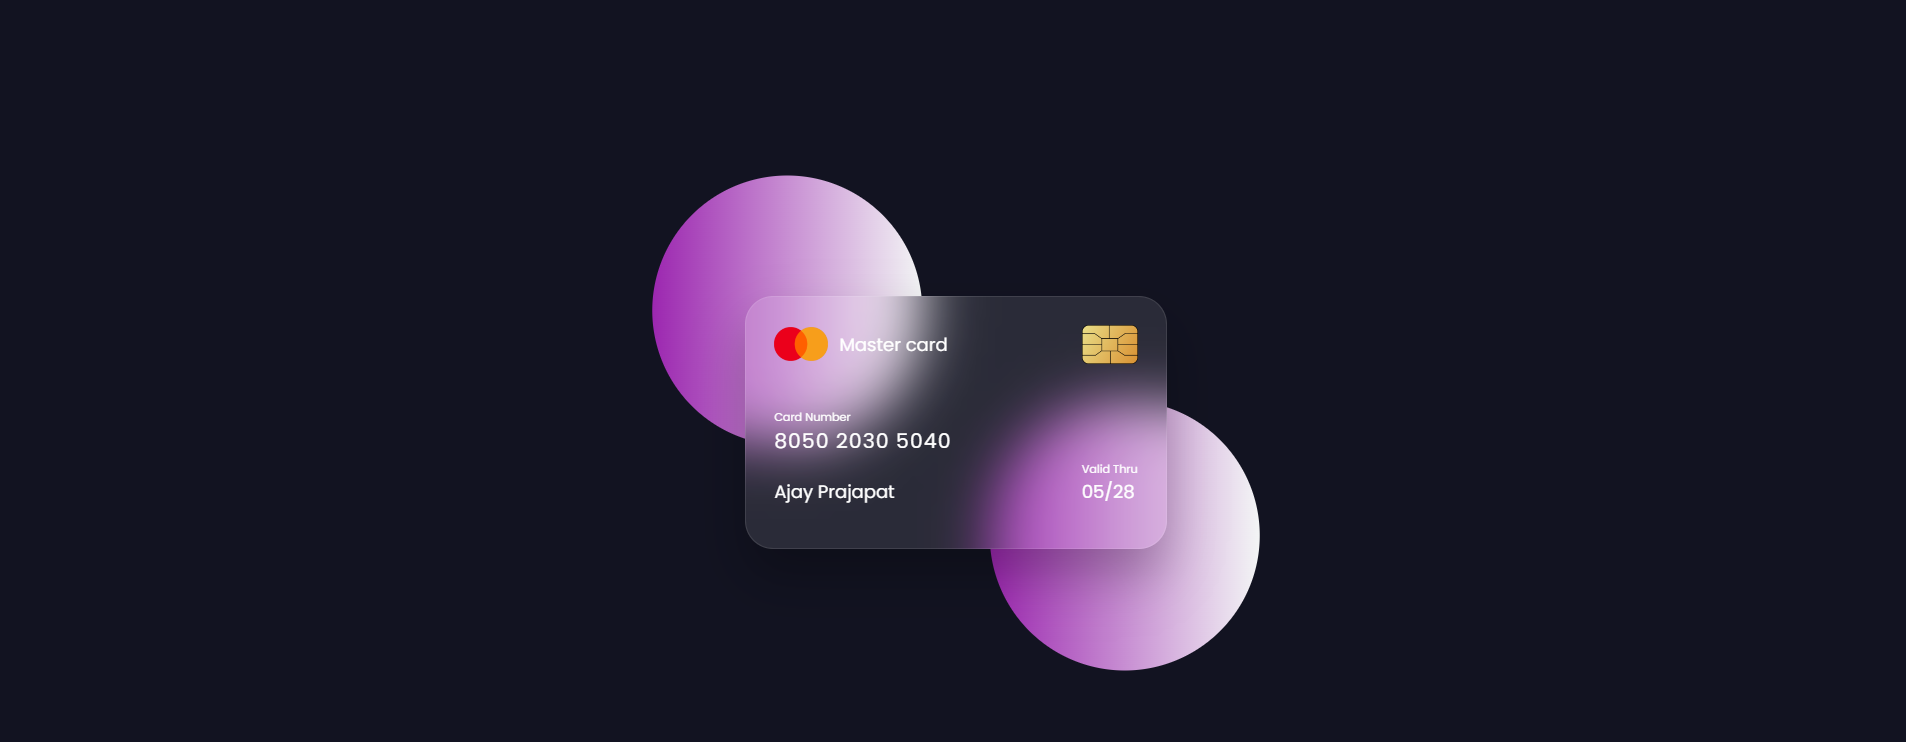 Master card
Card Number
8050 2030 5040
Valid Thru
Ajay Prajapat
05/28